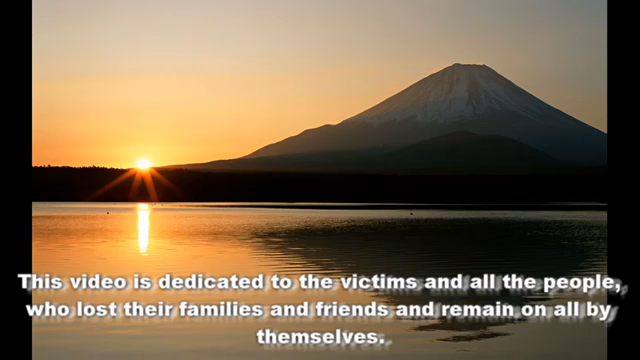 This video is dedicated to the victims and all the people,
who lost their families and friends and remain on all by
themselves.